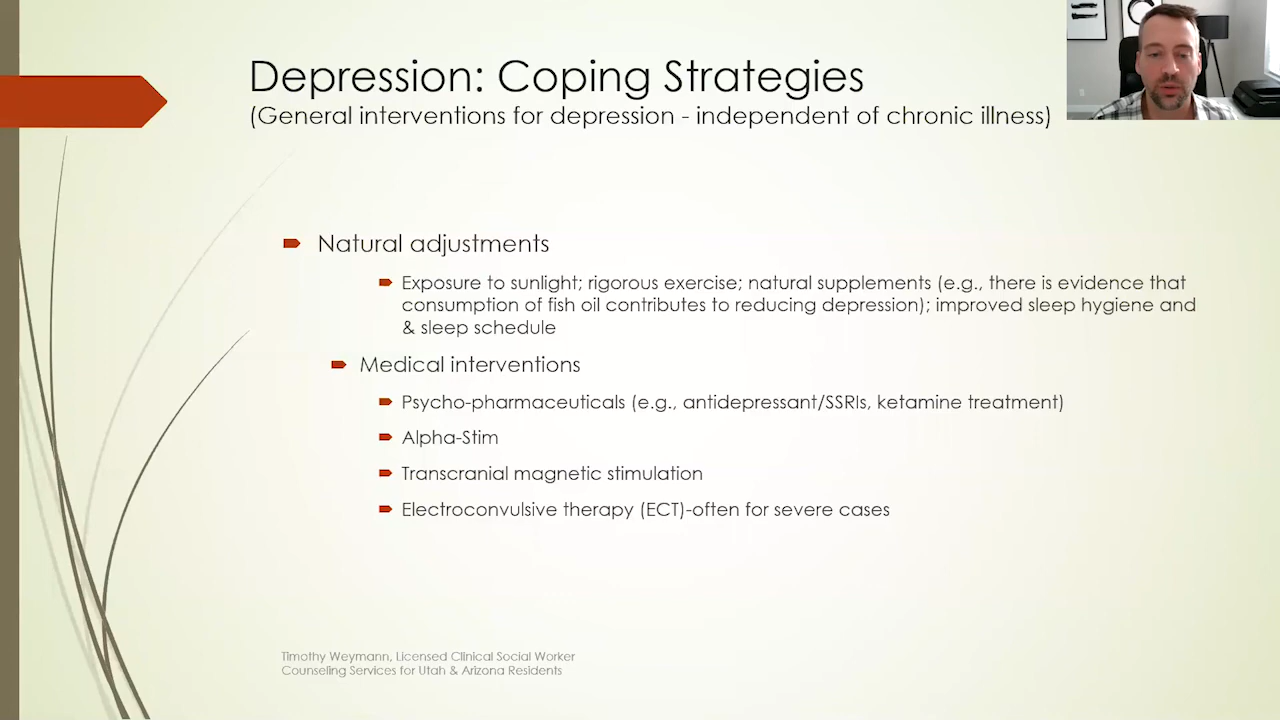 Depression: Coping Strategies
(General interventions for depression - independent of chronic illness)
Natural adjustments
Exposure to sunlight; rigorous exercise; natural supplements (e.g., there is evidence that
consumption of fish oil contributes to reducing depression); improved sleep hygiene and
& sleep schedule
Medical interventions
Psycho-pharmaceuticals (e.g., antidepressant/SSRIs, ketamine treatment)
Alpha-Stim
Transcranial magnetic stimulation
Electroconvulsive therapy (ECT)-often for severe cases
Timothy Weymann, Licensed Clinical Social Worker
Counseling Services for Utah & Arizona Residents